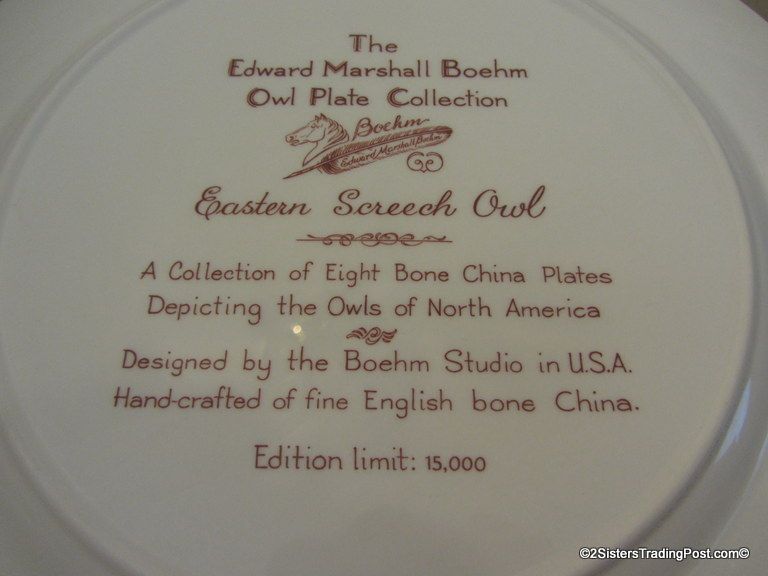 The
Edward Marshall Boehm
Owl Plate Collection
Boehm
Edward Marshall Boehm
Eastern Screech Owl
A Collection of Eight Bone China Plates
Depicting the Owls of North America
Designed by the Boehm Studio in U.S.A.
Hand-crafted of fine English bone China.
Edition limit: 15,000
©2SistersTradingPost.com©